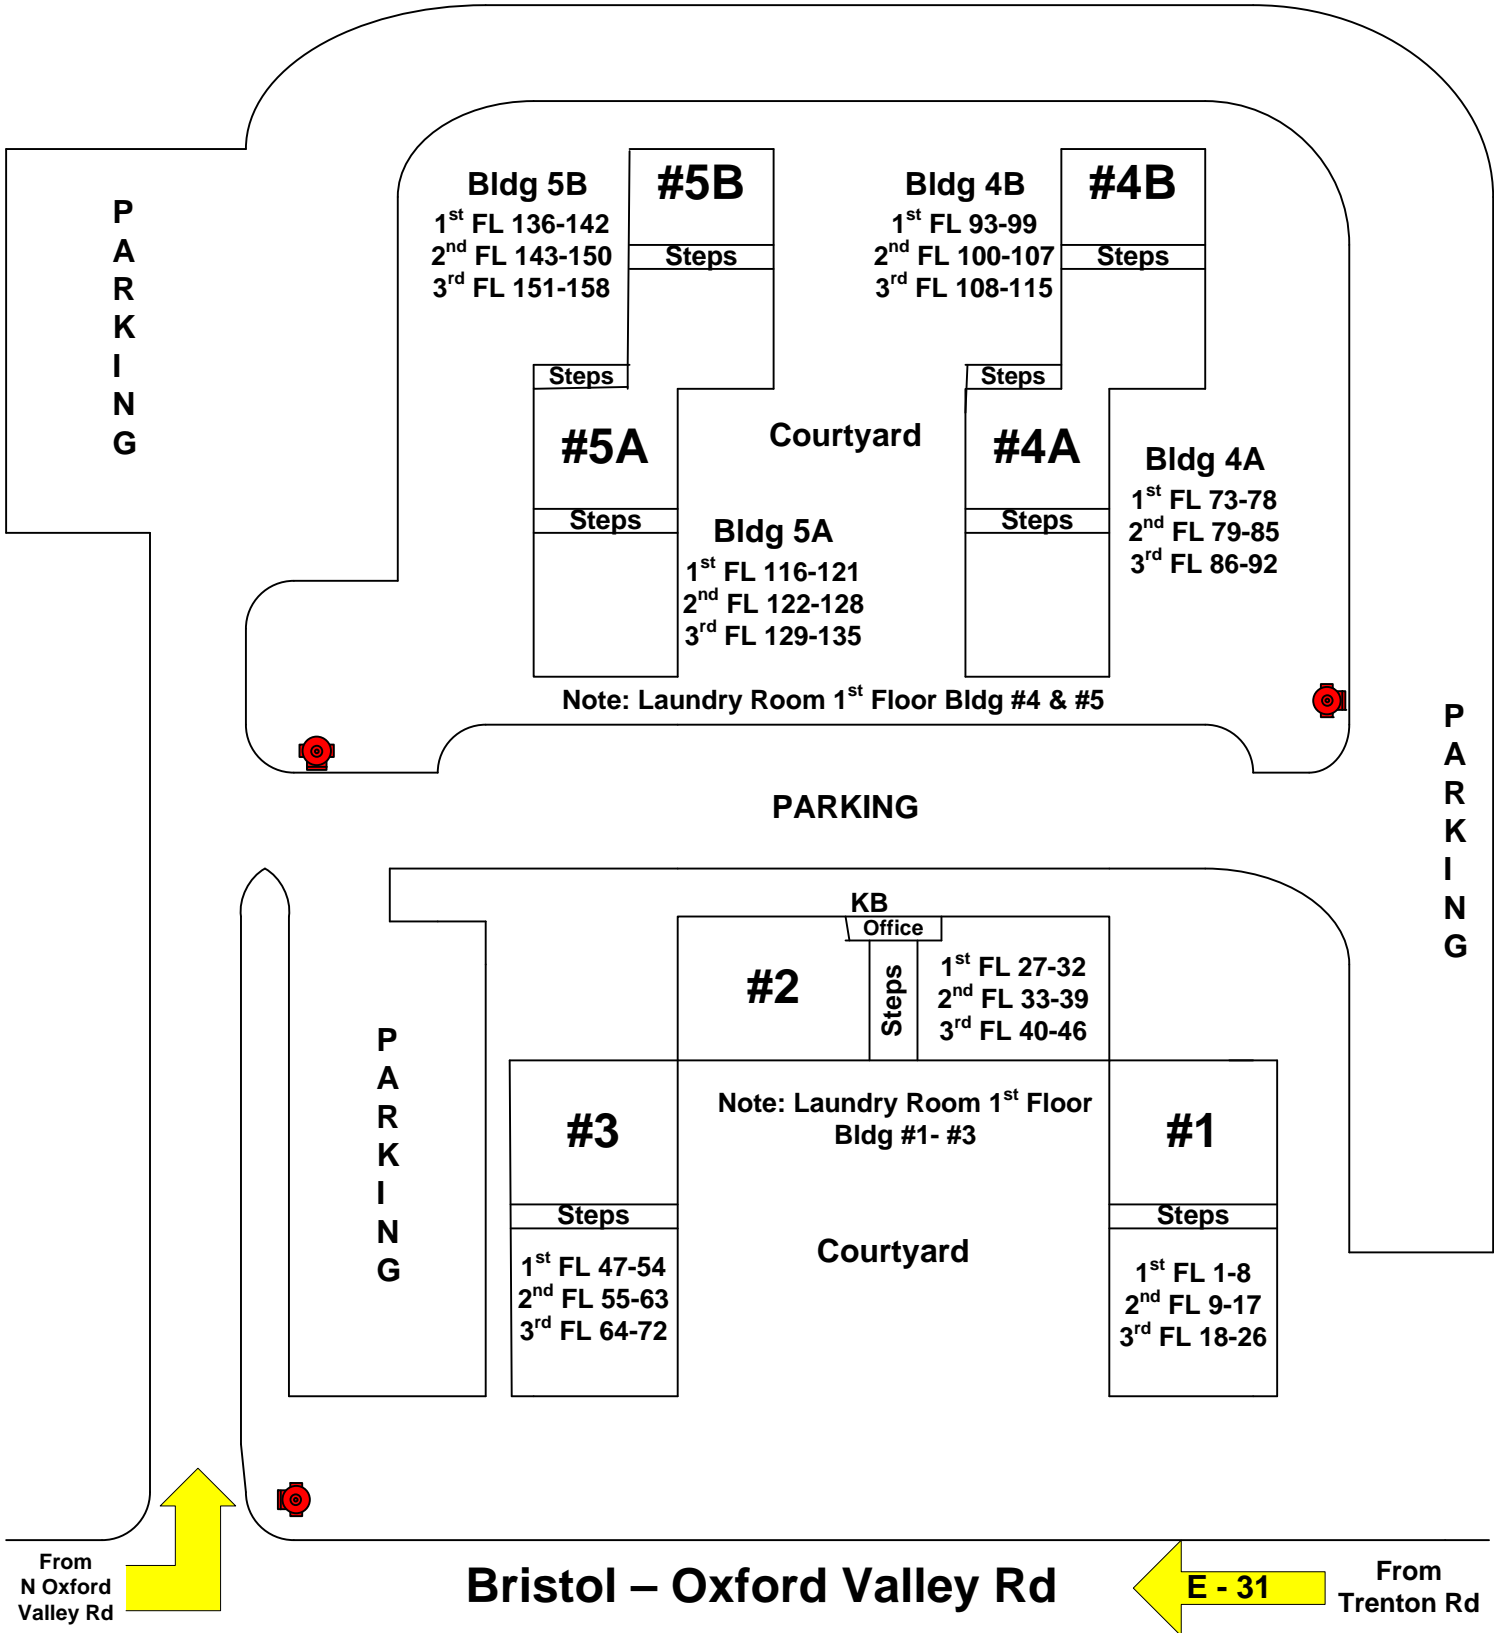 P
A
R
K
I
N
G
Bldg 5B
1st FL 136-142
2nd FL 143-150
3rd FL 151-158
#5B
Steps
Steps
Bldg 4B
1st FL 93-99
2nd FL 100-107
3rd FL 108-115
#4B
Steps
Steps
#5A
Steps
Courtyard
#4A
Steps
Bldg 4A
1st FL 73-78
2nd FL 79-85
3rd FL 86-92
Bldg 5A
1st FL 116-121
2nd FL 122-128
3rd FL 129-135
Note: Laundry Room 1st Floor Bldg #4 & #5
PARKING
P
A
R
K
I
N
G
KB
Office
#2
Steps
1st FL 27-32
2nd FL 33-39
3rd FL 40-46
P
A
R
K
I
N
G
#3
Steps
1st FL 47-54
2nd FL 55-63
3rd FL 64-72
Note: Laundry Room 1st Floor
Bldg #1- #3
Courtyard
#1
Steps
1st FL 1-8
2nd FL 9-17
3rd FL 18-26
From
N Oxford
Valley Rd
Bristol – Oxford Valley Rd
E - 31
From
Trenton Rd